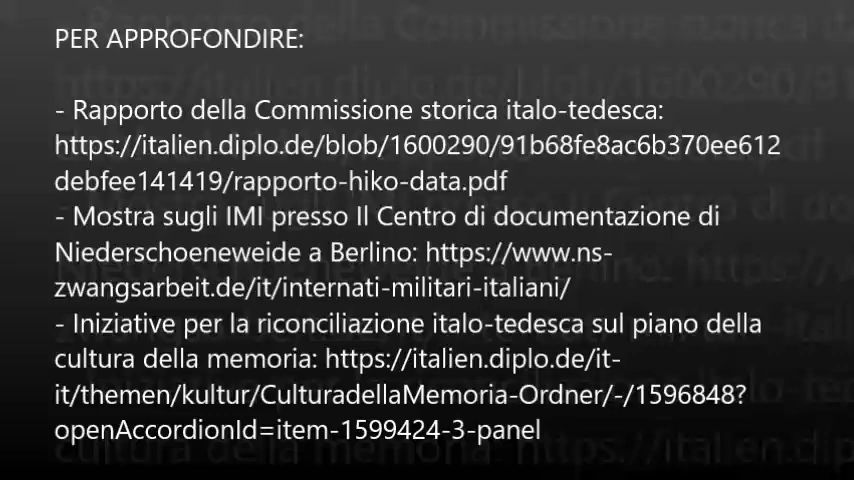 PER APPROFONDIRE:
- Rapporto della Commissione storica italo-tedesca:
https://italien.diplo.de/blob/1600290/91b68fe8ac6b370ee612
debfee141419/rapporto-hiko-data.pdf
- Mostra sugli IMI presso Il Centro di documentazione di
Niederschoeneweide a Berlino: https://www.ns-
zwangsarbeit.de/it/internati-militari-italiani/
- Iniziative per la riconciliazione italo-tedesca sul piano della
cultura della memoria: https://italien.diplo.de/it-
it/themen/kultur/CulturadellaMemoria-Ordner/-/1596848?
openAccordionId=item-1599424-3-panel